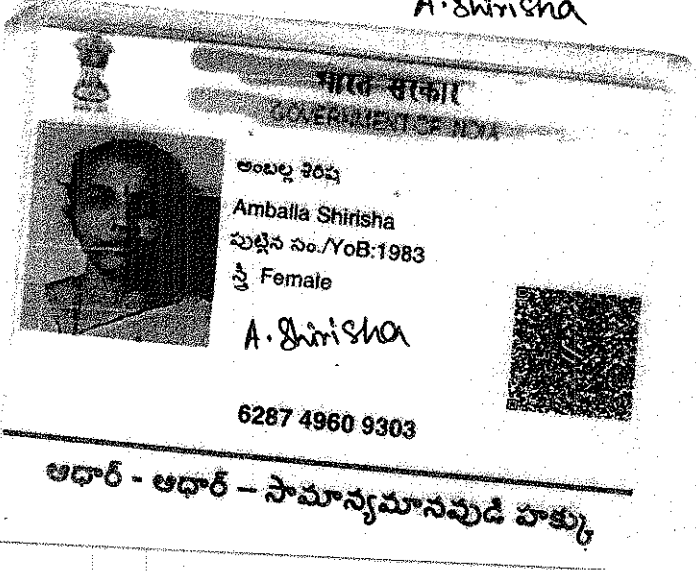 A. Shirisha
भारत सरकार
GOVERNMENT OF INDIA
అంబల్ల శిరిష
Amballa Shirisha
పుట్టిన సం./YoB:1983
స్త్రీ Female
A. Shirisha
6287 4960 9303
ఆధార్ - ఆధార్ – సామాన్యమానవుడి హక్కు